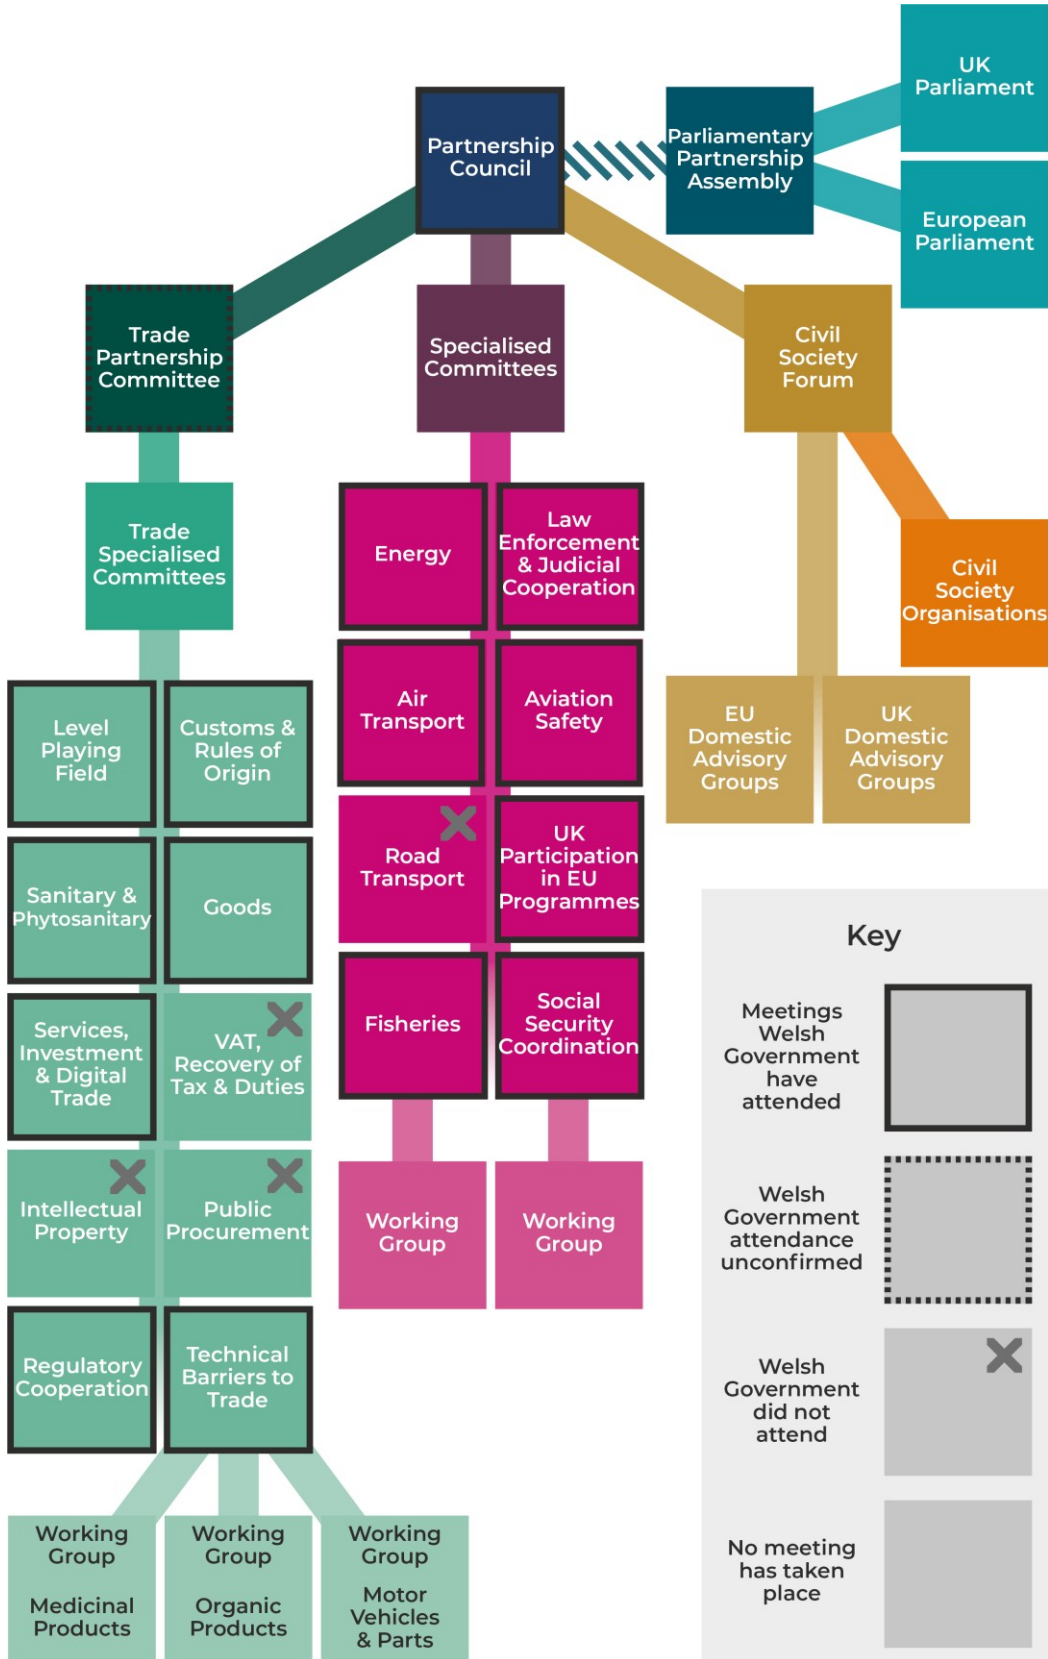 UK
Parliament
Partnership
Council
Parliamentary
Partnership
Assembly
European
Parliament
Trade
Partnership
Committee
Specialised
Committees
Civil
Society
Forum
Trade
Specialised
Committees
Energy
Law
Enforcement
& Judicial
Cooperation
Civil
Society
Organisations
Air
Transport
Aviation
Safety
EU
Domestic
Advisory
Groups
UK
Domestic
Advisory
Groups
Level
Playing
Field
Customs &
Rules of
Origin
Road
Transport
UK
Participation
in EU
Programmes
Sanitary &
Phytosanitary
Goods
Fisheries
Social
Security
Coordination
Services,
Investment
& Digital
Trade
VAT,
Recovery of
Tax & Duties
Intellectual
Property
Public
Procurement
Working
Group
Working
Group
Regulatory
Cooperation
Technical
Barriers to
Trade
Working
Group
Medicinal
Products
Working
Group
Organic
Products
Working
Group
Motor
Vehicles
& Parts
Key
Meetings
Welsh
Government
have
attended
Welsh
Government
attendance
unconfirmed
Welsh
Government
did not
attend
No meeting
has taken
place